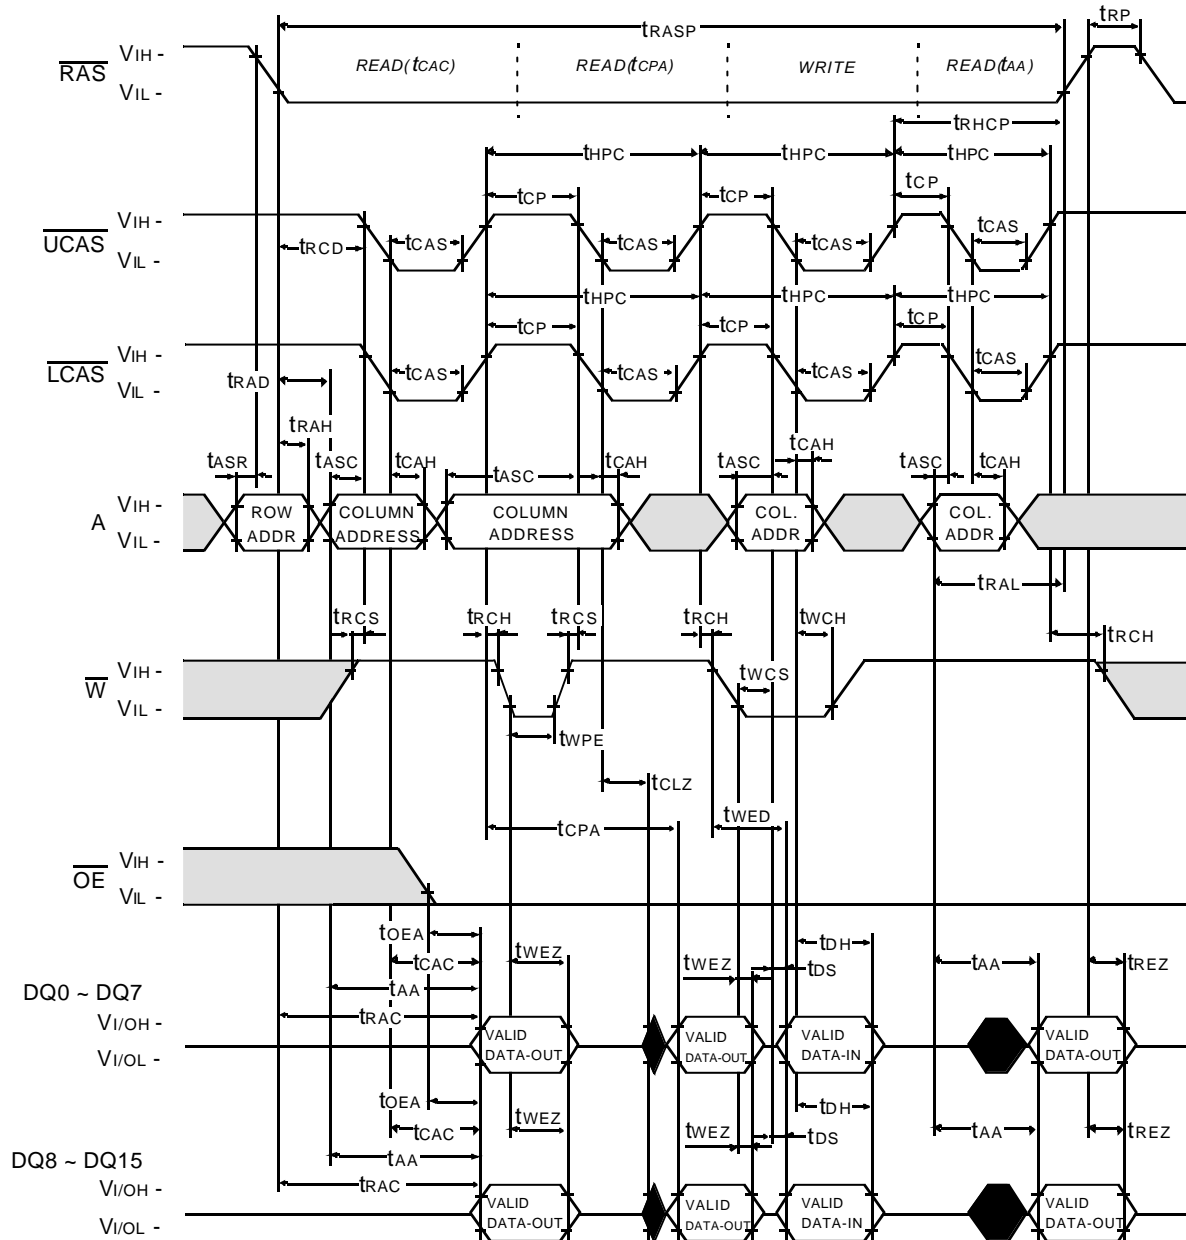 tRP
tRASP
RAS
VIH -
VIL -
READ(tCAC)
READ(tCPA)
WRITE
READ(tAA)
tRHCP
tHPC
tHPC
tHPC
tCP
tCP
tCP
UCAS
VIH -
VIL -
tRCD
tCAS
tCAS
tCAS
tCAS
tHPC
tHPC
tHPC
tCP
tCP
tCP
LCAS
VIH -
VIL -
tRAD
tCAS
tCAS
tCAS
tCAS
tRAH
tASR
tASC
tCAH
tASC
tCAH
tASC
tCAH
tASC
tCAH
A
VIH -
VIL -
ROW
ADDR
COLUMN
ADDRESS
COLUMN
ADDRESS
COL.
ADDR
COL.
ADDR
tRAL
tRCS
tRCH
tRCS
tRCH
tWCH
tRCH
W
VIH -
VIL -
tWCS
tWPE
tCLZ
tWED
tCPA
OE
VIH -
VIL -
tOEA
tCAC
tAA
tRAC
tWEZ
tWEZ
tDH
tDS
tAA
tREZ
DQ0 ~ DQ7
VI/OH -
VI/OL -
VALID
DATA-OUT
VALID
DATA-OUT
VALID
DATA-IN
VALID
DATA-OUT
tOEA
tCAC
tAA
tRAC
tWEZ
tWEZ
tDH
tDS
tAA
tREZ
DQ8 ~ DQ15
VI/OH -
VI/OL -
VALID
DATA-OUT
VALID
DATA-OUT
VALID
DATA-IN
VALID
DATA-OUT